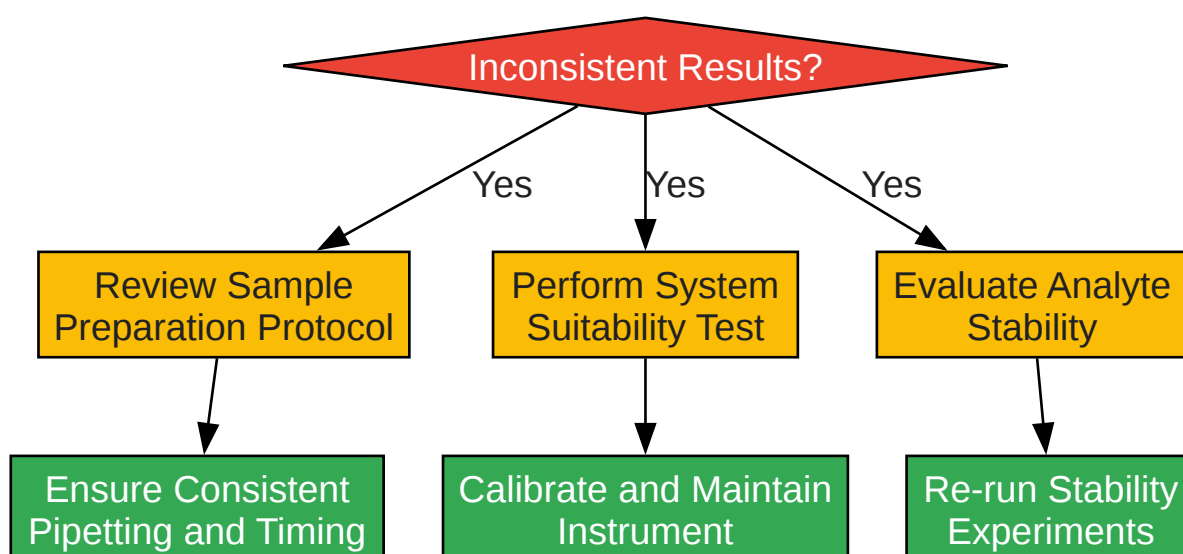 Inconsistent Results?
Yes
Yes
Yes
Review Sample
Preparation Protocol
Perform System
Suitability Test
Evaluate Analyte
Stability
Ensure Consistent
Pipetting and Timing
Calibrate and Maintain
Instrument
Re-run Stability
Experiments